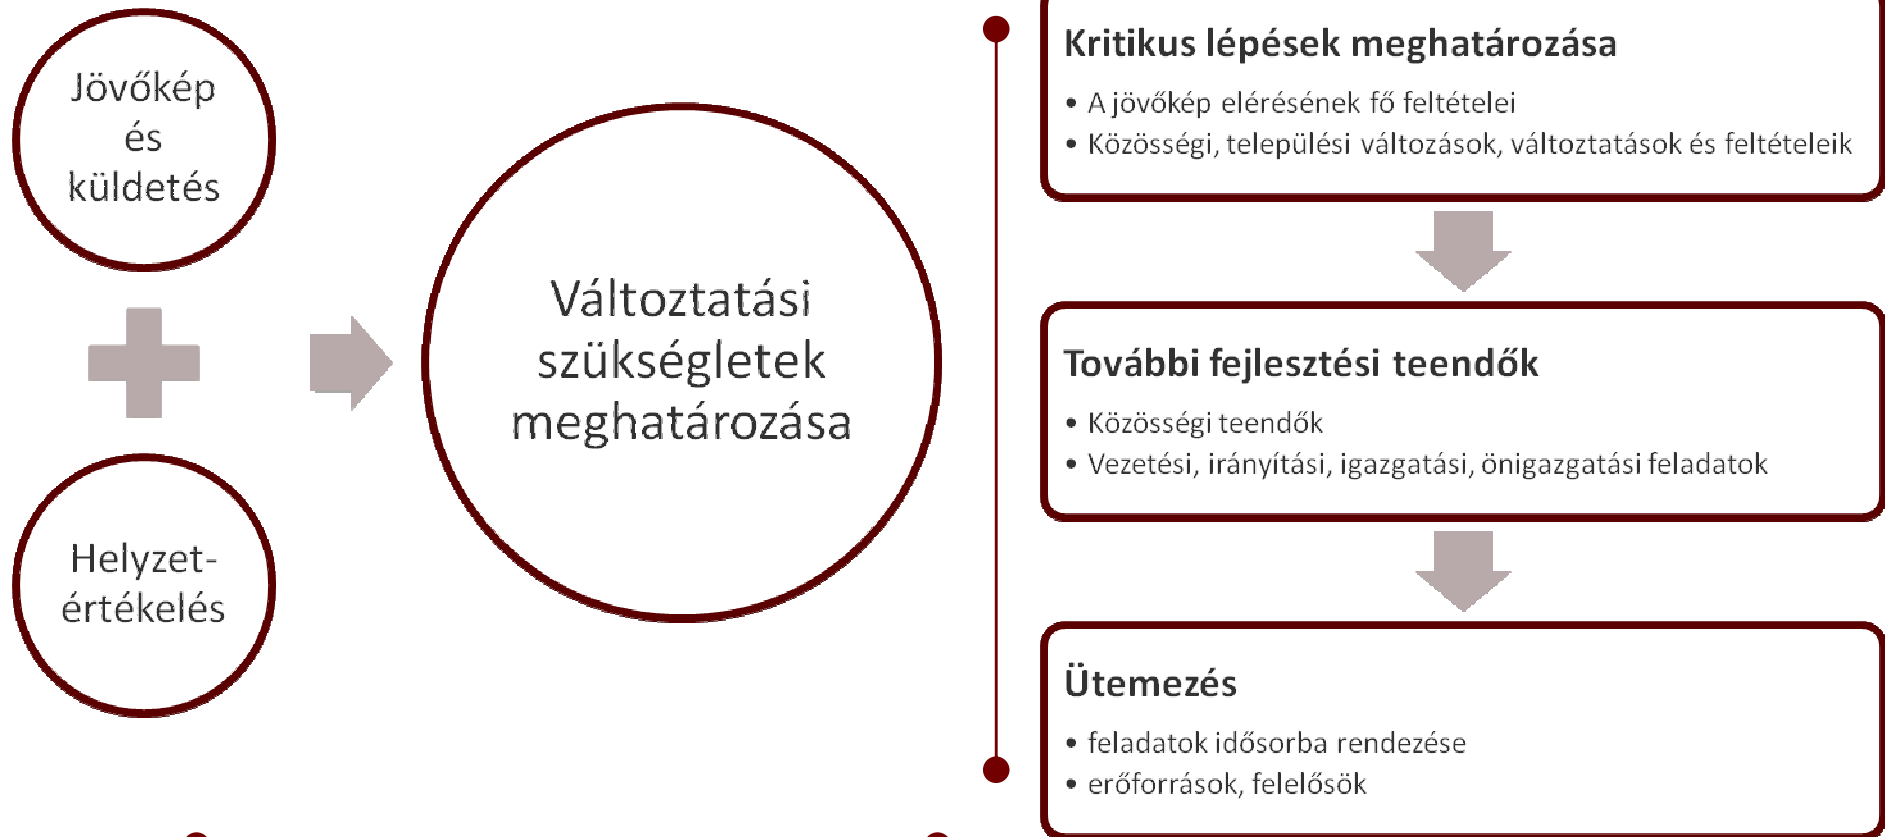 Jövőkép
és
küldetés
Helyzet-
értékelés
Változtatási
szükségletek
meghatározása
Kritikus lépések meghatározása
• A jövőkép elérésének fő feltételei
• Közösségi, települési változások, változtatások és feltételeik
További fejlesztési teendők
• Közösségi teendők
• Vezetési, irányítási, igazgatási, önigazgatási feladatok
Ütemezés
• feladatok idősorba rendezése
• erőforrások, felelősök